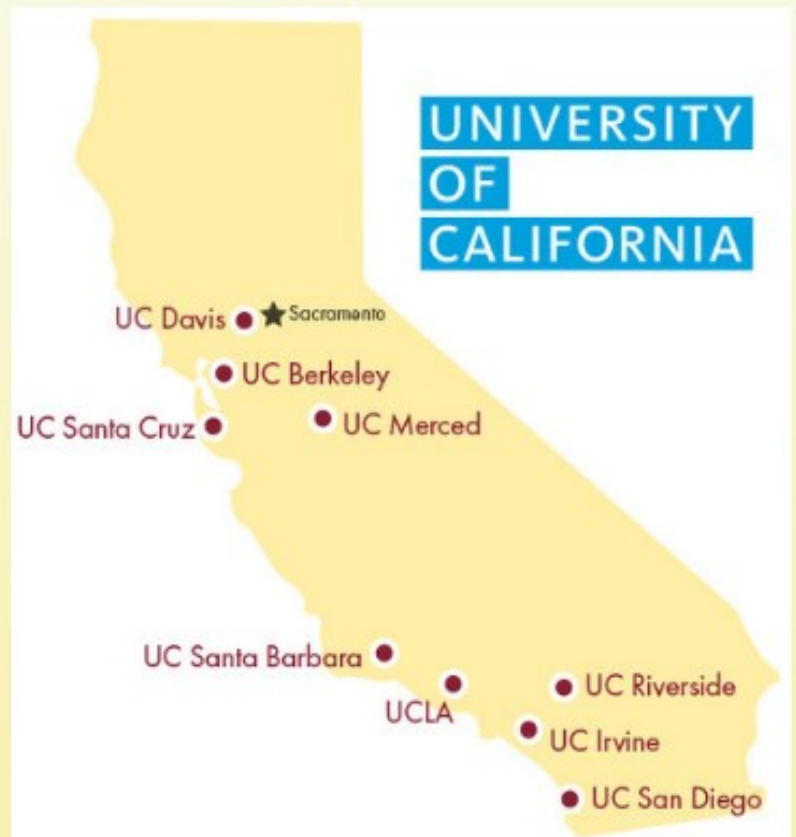 UNIVERSITY
OF
CALIFORNIA
UC Davis
Sacramento
UC Berkeley
UC Santa Cruz
UC Merced
UC Santa Barbara
UCLA
UC Riverside
UC Irvine
UC San Diego